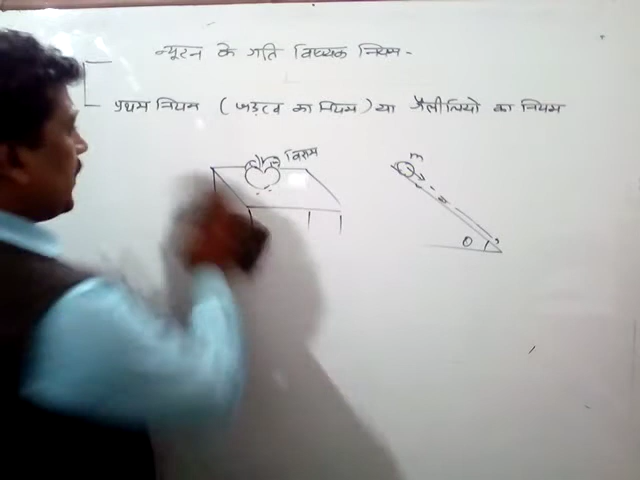 न्यूटन के गति विषयक नियम -
प्रथम नियम (जड़त्व का नियम) या गैलीलियो का नियम
विराम
m
θ